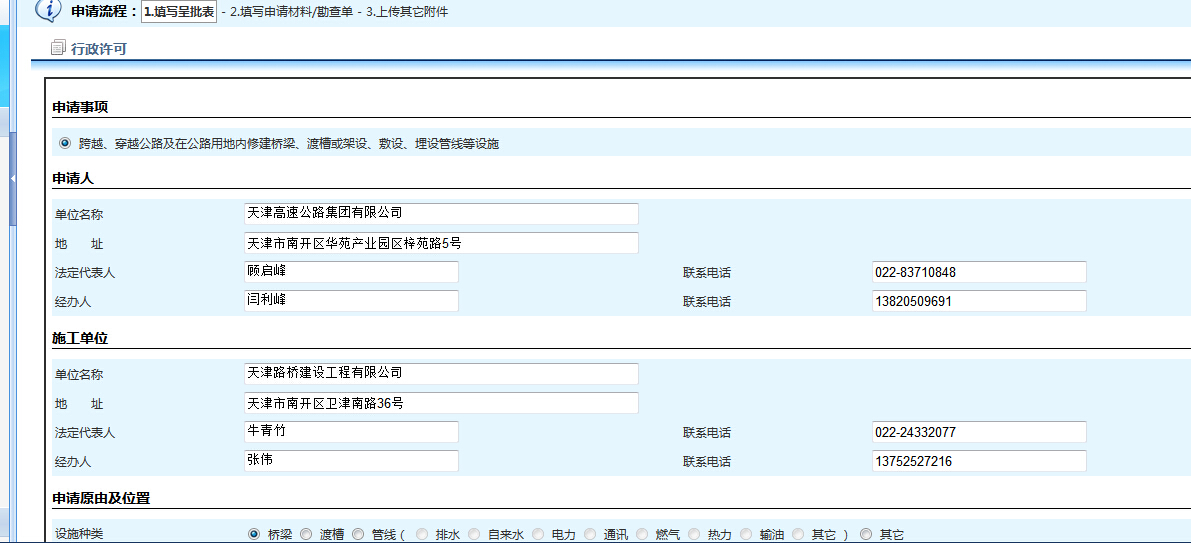 申请流程：1.填写呈批表 - 2.填写申请材料/勘查单 - 3.上传其它附件
行政许可
申请事项
跨越、穿越公路及在公路用地内修建桥梁、渡槽或架设、敷设、埋设管线等设施
申请人
单位名称 天津高速公路集团有限公司
地 址 天津市南开区华苑产业园区梓苑路5号
法定代表人 顾启峰 联系电话 022-83710848
经办人 闫利峰 联系电话 13820509691
施工单位
单位名称 天津路桥建设工程有限公司
地 址 天津市南开区卫津南路36号
法定代表人 牛青竹 联系电话 022-24332077
经办人 张伟 联系电话 13752527216
申请原由及位置
设施种类 桥梁 渡槽 管线（ 排水 自来水 电力 通讯 燃气 热力 输油 其它 ） 其它